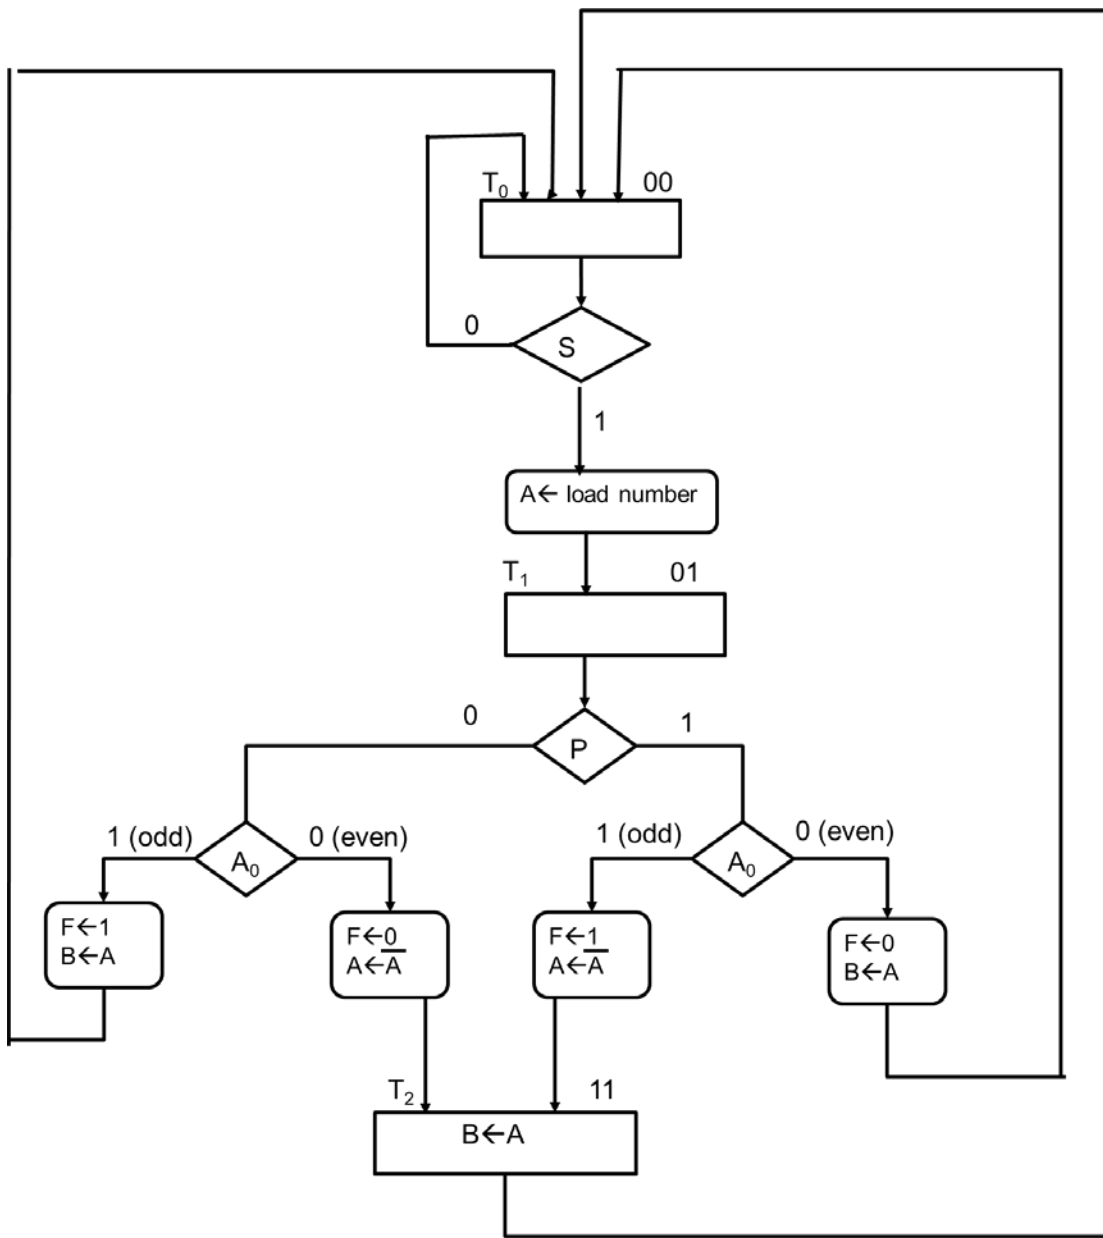 T₀ 00
0
S
1
A← load number
T₁ 01
0 1
P
1 (odd) 0 (even) 1 (odd) 0 (even)
A₀ A₀
F←1
B←A
F←0
A←A̅
F←1
A←A̅
F←0
B←A
T₂ 11
B←A